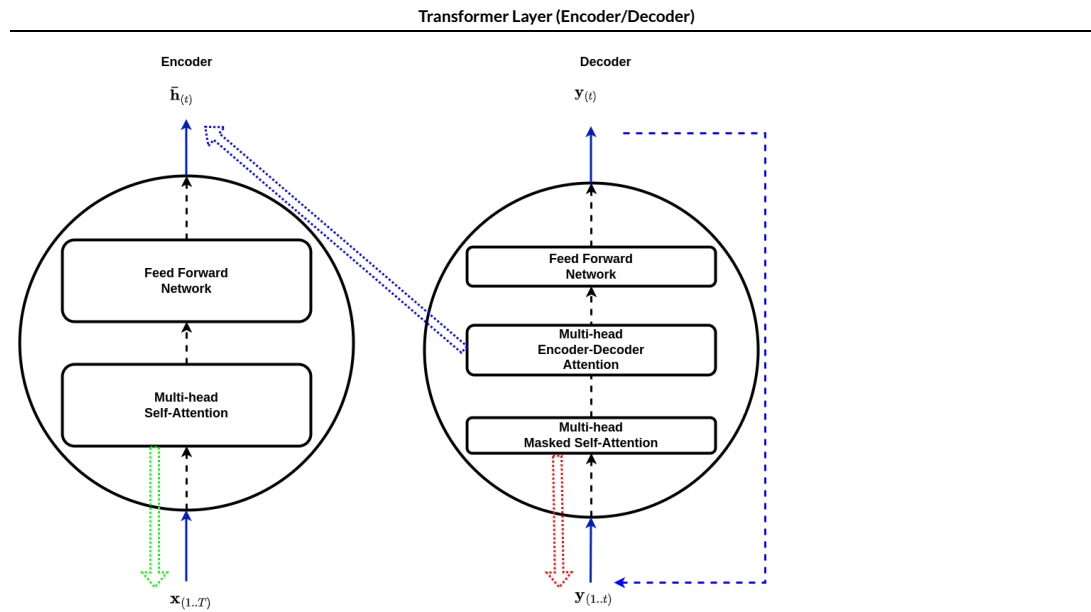 Transformer Layer (Encoder/Decoder)
Encoder
h̄(t)
Feed Forward
Network
Multi-head
Self-Attention
x(1..T)
Decoder
y(t)
Feed Forward
Network
Multi-head
Encoder-Decoder
Attention
Multi-head
Masked Self-Attention
y(1..t)